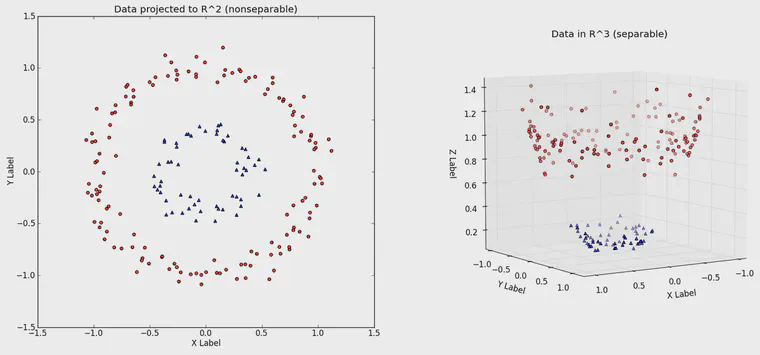 Data projected to R^2 (nonseparable)
1.5
1.0
0.5
0.0
−0.5
−1.0
−1.5
Y Label
−1.5 −1.0 −0.5 0.0 0.5 1.0 1.5
X Label
Data in R^3 (separable)
1.4
1.2
1.0
0.8
0.6
0.4
0.2
Z Label
−1.0 −0.5 0.0 0.5 1.0
Y Label
1.0 0.5 0.0 −0.5 −1.0
X Label